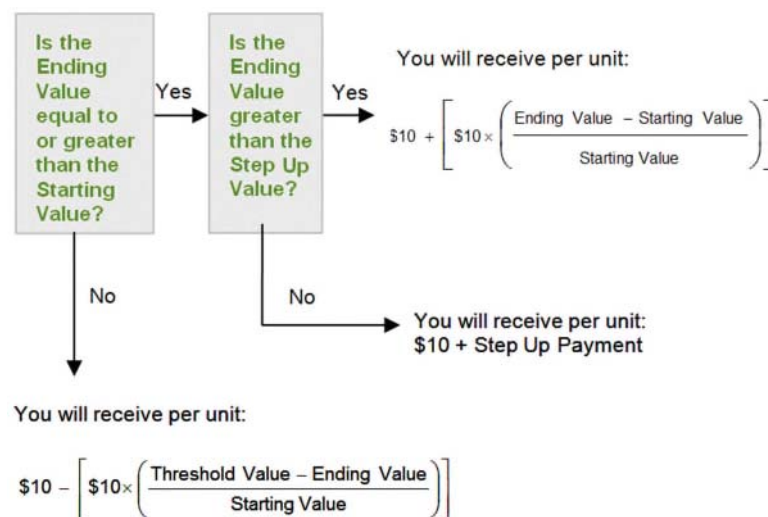 Is the
Ending
Value
equal to
or greater
than the
Starting
Value?
Yes
Is the
Ending
Value
greater
than the
Step Up
Value?
Yes
You will receive per unit:
$10 + [ $10 × ( Ending Value – Starting Value
Starting Value ) ]
No
No
You will receive per unit:
$10 + Step Up Payment
You will receive per unit:
$10 – [ $10× ( Threshold Value – Ending Value
Starting Value ) ]